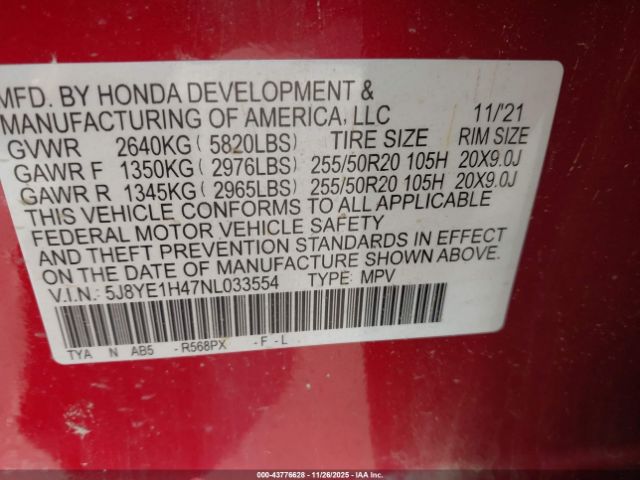 MFD. BY HONDA DEVELOPMENT &
MANUFACTURING OF AMERICA, LLC 11/'21
GVWR 2640KG (5820LBS) TIRE SIZE RIM SIZE
GAWR F 1350KG (2976LBS) 255/50R20 105H 20X9.0J
GAWR R 1345KG (2965LBS) 255/50R20 105H 20X9.0J
THIS VEHICLE CONFORMS TO ALL APPLICABLE
FEDERAL MOTOR VEHICLE SAFETY
AND THEFT PREVENTION STANDARDS IN EFFECT
ON THE DATE OF MANUFACTURE SHOWN ABOVE.
V.I.N.: 5J8YE1H47NL033554 TYPE: MPV
TYA N AB5 -R568PX -F-L
000-43776628 - 11/26/2025 - IAA Inc.